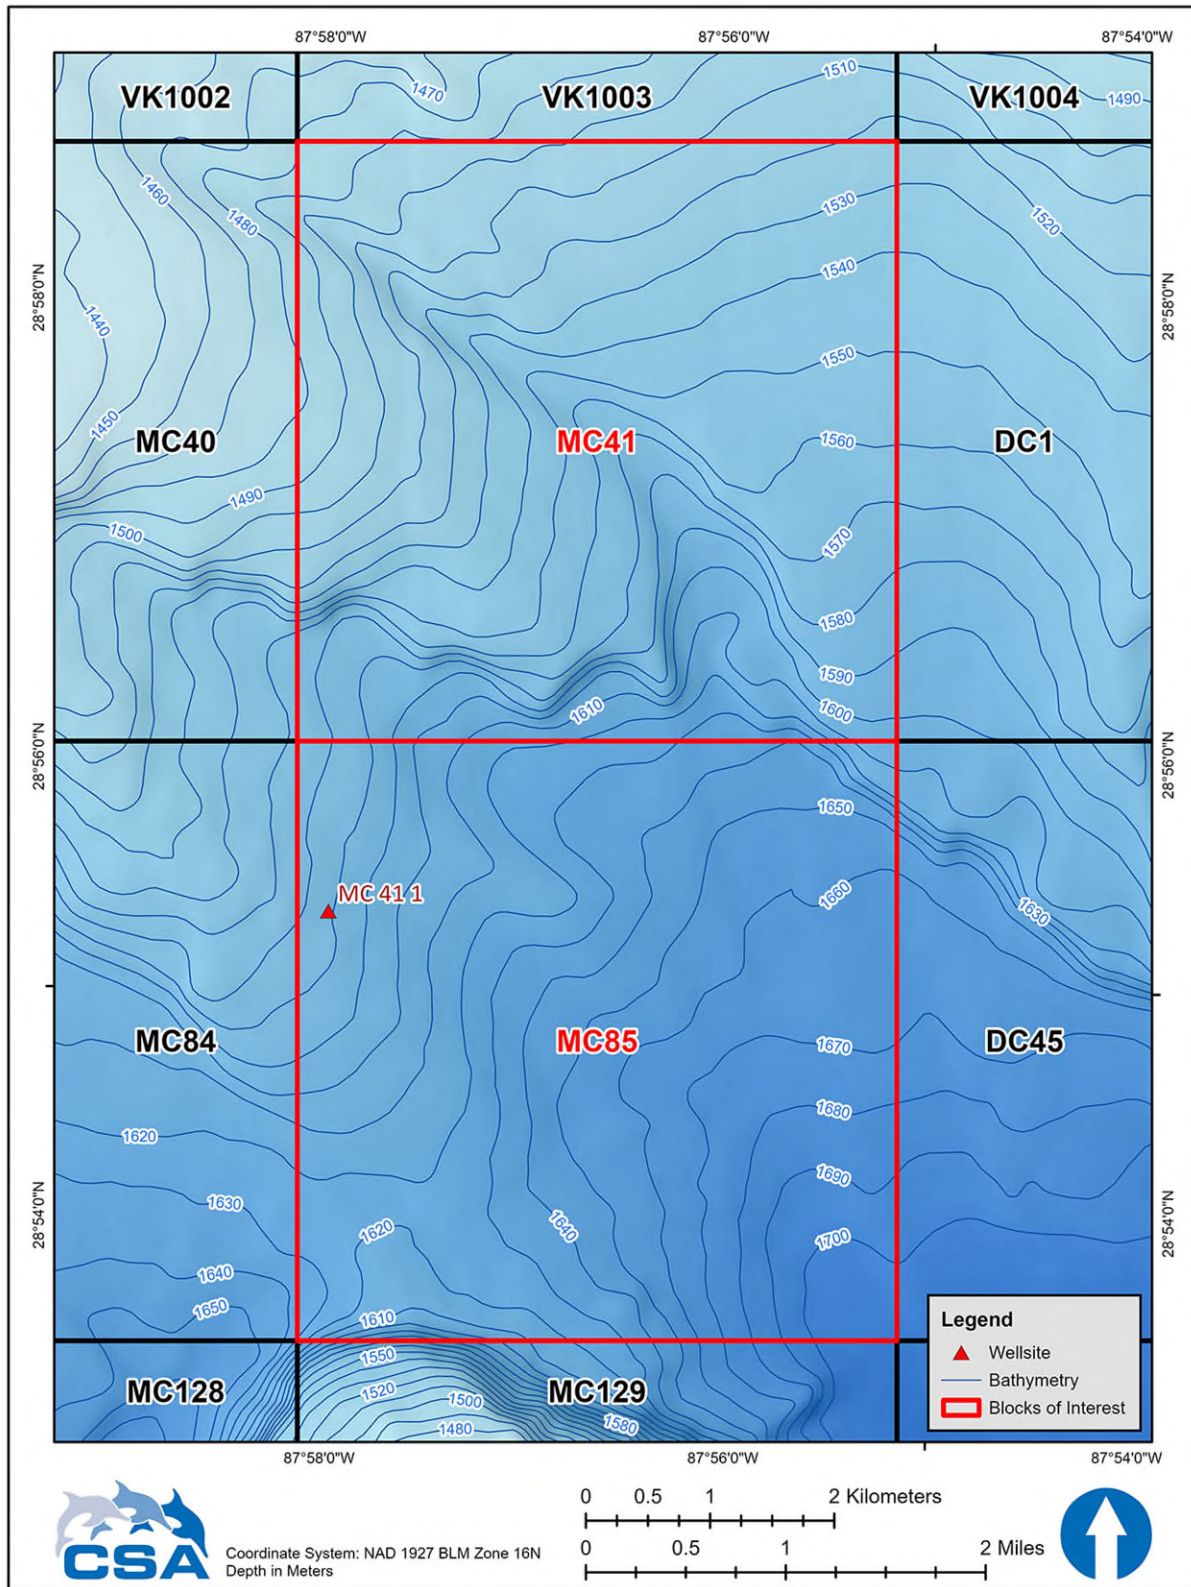 87°58'0"W 87°56'0"W 87°54'0"W
VK1002 VK1003 VK1004
1470 1510 1490
1460 1480 1530 1520
28°58'0"N 28°58'0"N
1440 1540
1550
1450
MC40 MC41 DC1
1560
1490
1500 1570
1580
1590
1610 1600
28°56'0"N 28°56'0"N
1650
MC 41 1 1660
1630
MC84 MC85 DC45
1670
1680
1620
1690
1630 1640
28°54'0"N 28°54'0"N
1620 1700
1640
1650 1610
1550
MC128 1520 1500 MC129
1480 1580
Legend
Wellsite
Bathymetry
Blocks of Interest
87°58'0"W 87°56'0"W 87°54'0"W
CSA
Coordinate System: NAD 1927 BLM Zone 16N
Depth in Meters
0 0.5 1 2 Kilometers
0 0.5 1 2 Miles